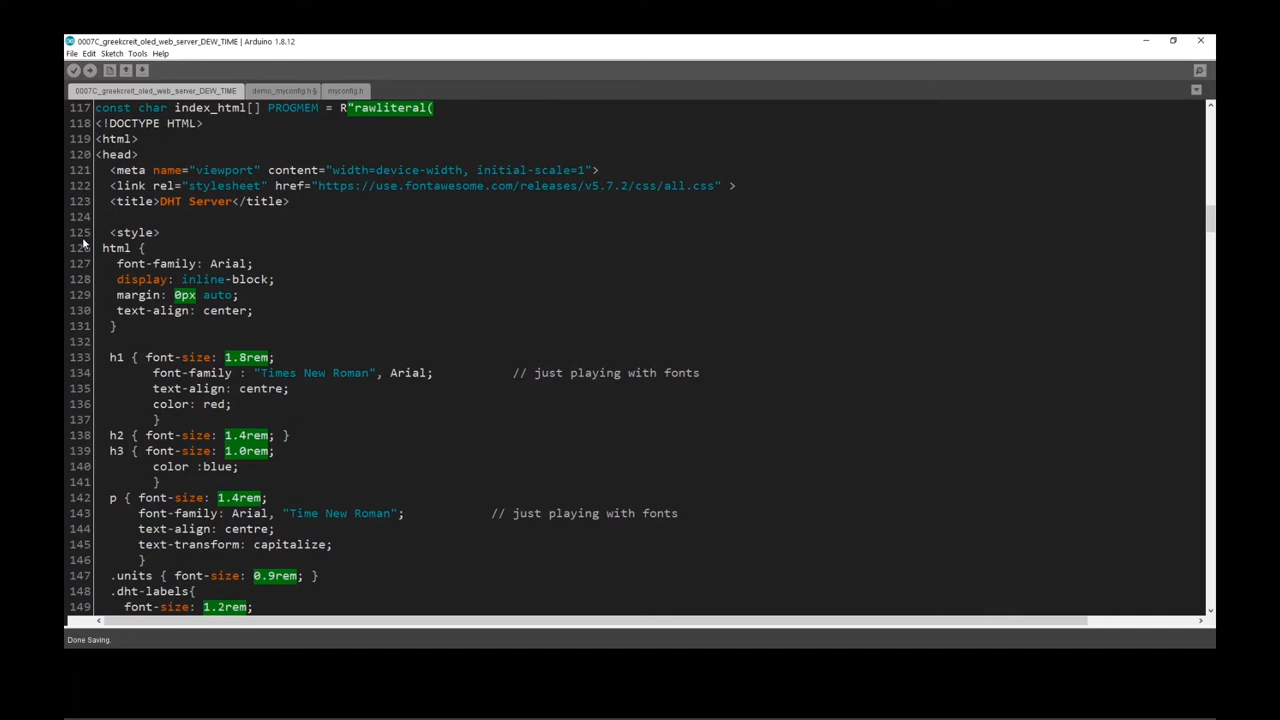 0007C_greekcreit_oled_web_server_DEW_TIME | Arduino 1.8.12
File Edit Sketch Tools Help
0007C_greekcreit_oled_web_server_DEW_TIME demo_myconfig.h § myconfig.h
117 const char index_html[] PROGMEM = R"rawliteral(
118 <!DOCTYPE HTML>
119 <html>
120 <head>
121 <meta name="viewport" content="width=device-width, initial-scale=1">
122 <link rel="stylesheet" href="https://use.fontawesome.com/releases/v5.7.2/css/all.css" >
123 <title>DHT Server</title>
124
125 <style>
126 html {
127 font-family: Arial;
128 display: inline-block;
129 margin: 0px auto;
130 text-align: center;
131 }
132
133 h1 { font-size: 1.8rem;
134 font-family : "Times New Roman", Arial; // just playing with fonts
135 text-align: centre;
136 color: red;
137 }
138 h2 { font-size: 1.4rem; }
139 h3 { font-size: 1.0rem;
140 color :blue;
141 }
142 p { font-size: 1.4rem;
143 font-family: Arial, "Time New Roman"; // just playing with fonts
144 text-align: centre;
145 text-transform: capitalize;
146 }
147 .units { font-size: 0.9rem; }
148 .dht-labels{
149 font-size: 1.2rem;
Done Saving.